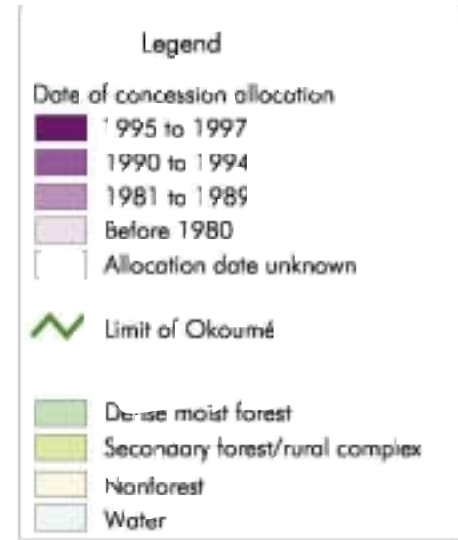 Legend
Date of concession allocation
1995 to 1997
1990 to 1994
1981 to 1989
Before 1980
Allocation date unknown
Limit of Okoumé
Dense moist forest
Secondary forest/rural complex
Nonforest
Water